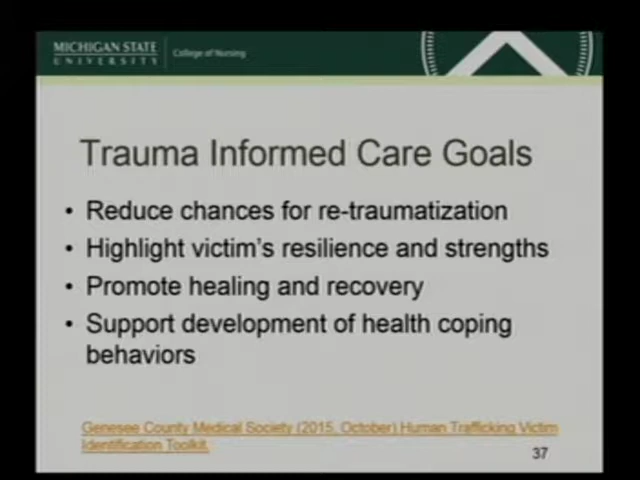 MICHIGAN STATE
UNIVERSITY
College of Nursing
Trauma Informed Care Goals
• Reduce chances for re-traumatization
• Highlight victim's resilience and strengths
• Promote healing and recovery
• Support development of health coping
behaviors
Genesee County Medical Society (2015, October) Human Trafficking Victim
Identification Toolkit.
37